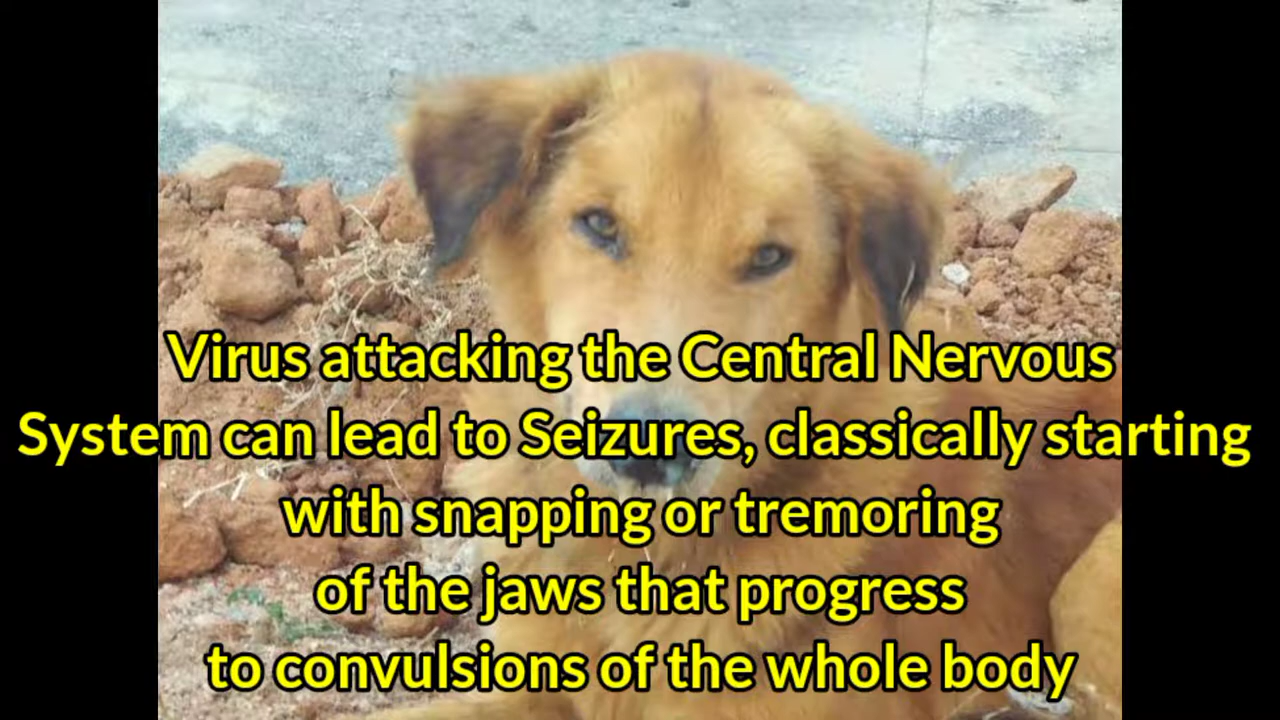 Virus attacking the Central Nervous
System can lead to Seizures, classically starting
with snapping or tremoring
of the jaws that progress
to convulsions of the whole body